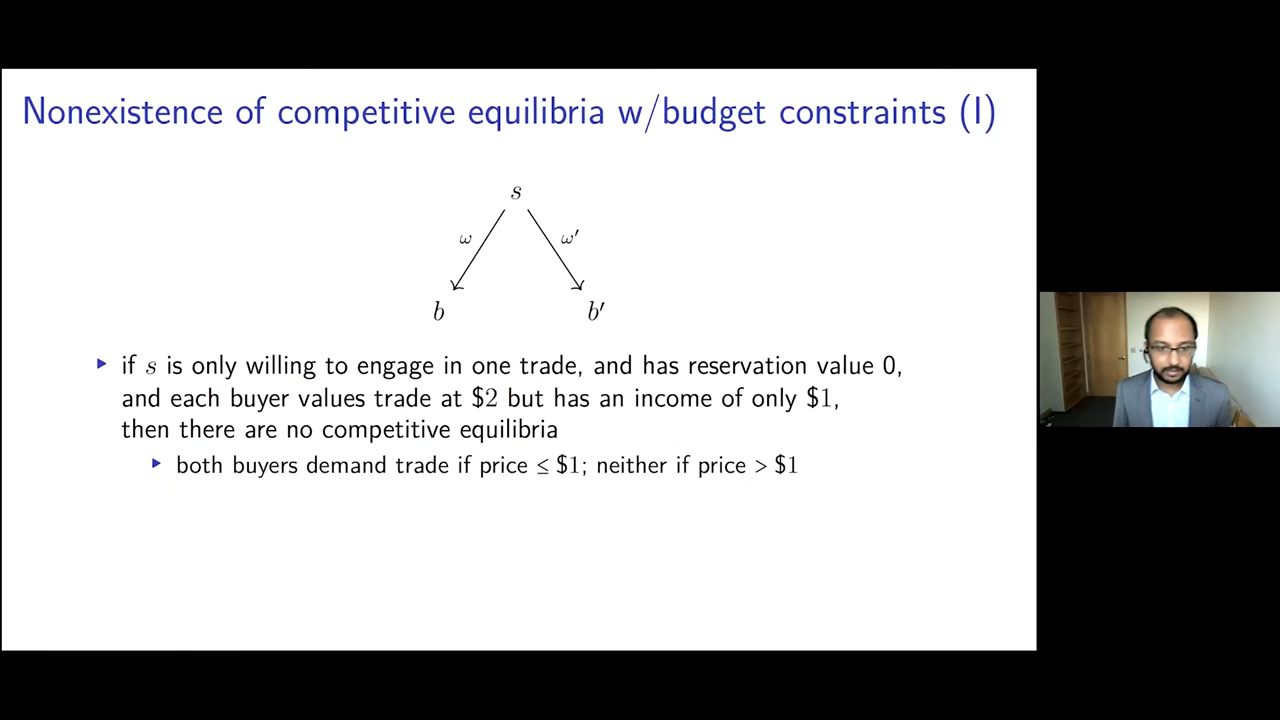 Nonexistence of competitive equilibria w/budget constraints (I)
s
ω ω′
b b′
if s is only willing to engage in one trade, and has reservation value 0,
and each buyer values trade at $2 but has an income of only $1,
then there are no competitive equilibria
both buyers demand trade if price ≤ $1; neither if price > $1